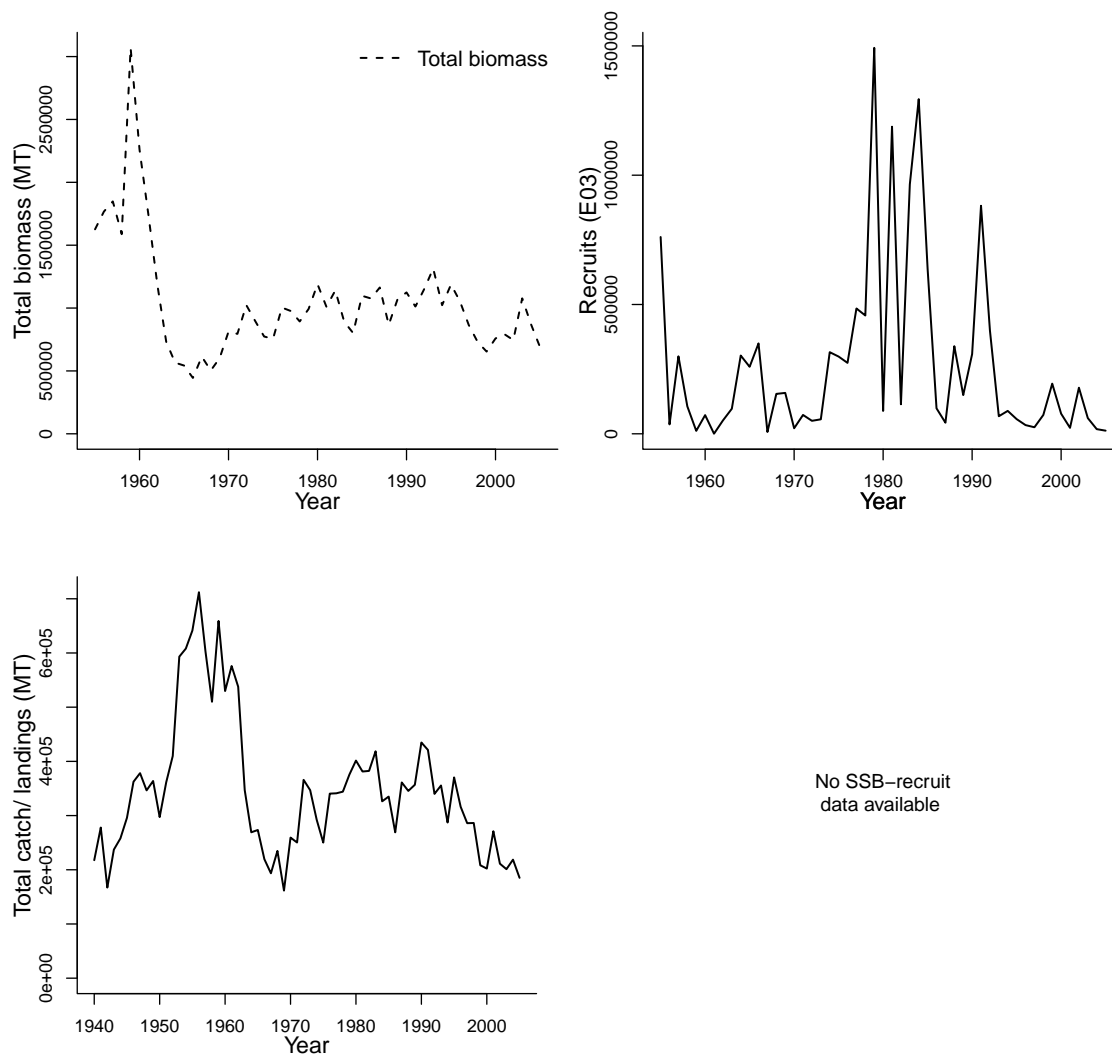 Total biomass (MT)
0
500000
1500000
2500000
Total biomass
1960
1970
1980
1990
2000
Year
Recruits (E03)
0
500000
1000000
1500000
1960
1970
1980
1990
2000
Year
Total catch/ landings (MT)
0e+00
2e+05
4e+05
6e+05
1940
1950
1960
1970
1980
1990
2000
Year
No SSB−recruit
data available